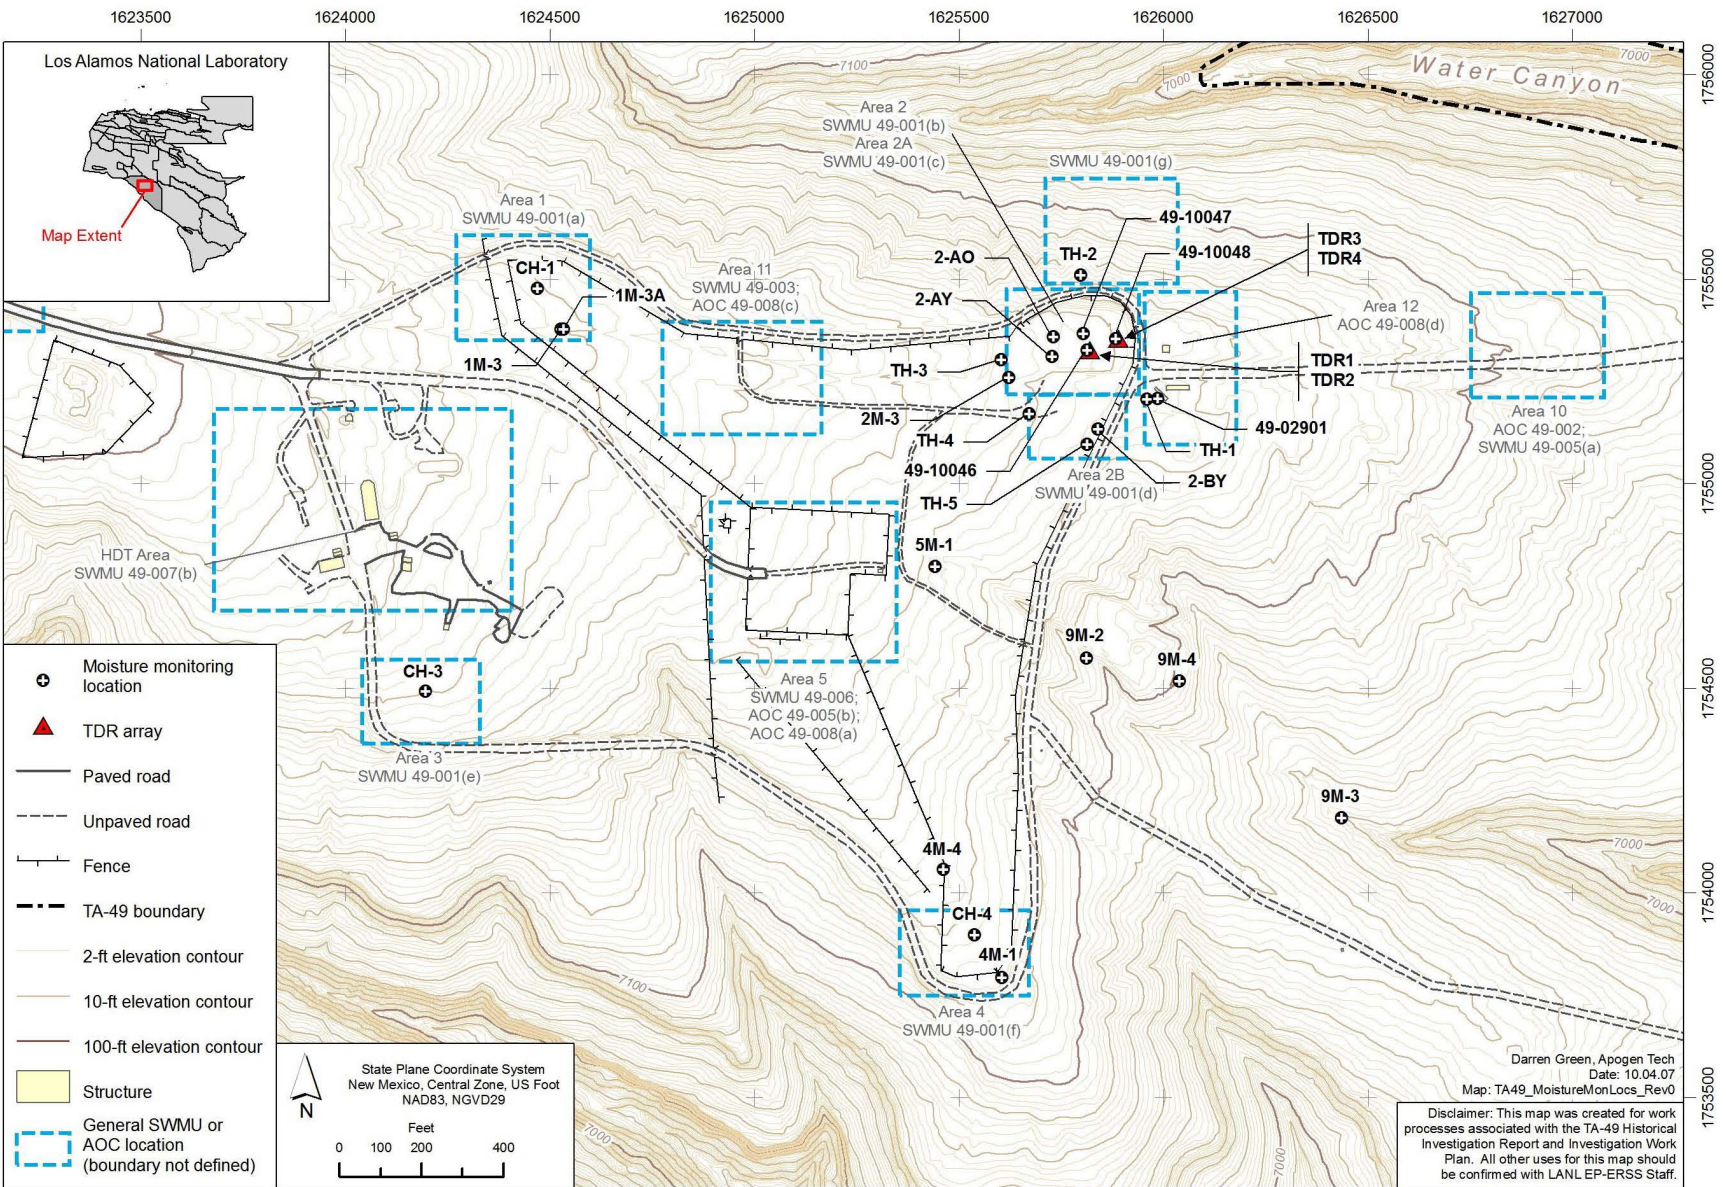 1623500
1624000
1624500
1625000
1625500
1626000
1626500
1627000
Los Alamos National Laboratory
Map Extent
7100
7000
7000
Water Canyon
1756000
Area 2
SWMU 49-001(b)
Area 2A
SWMU 49-001(c)
SWMU 49-001(g)
Area 1
SWMU 49-001(a)
49-10047
TDR3
TDR4
CH-1
2-AO
TH-2
49-10048
1755500
Area 11
SWMU 49-003;
AOC 49-008(c)
1M-3A
2-AY
Area 12
AOC 49-008(d)
1M-3
TH-3
TDR1
TDR2
2M-3
TH-4
49-02901
Area 10
AOC 49-002;
SWMU 49-005(a)
TH-1
49-10046
Area 2B
SWMU 49-001(d)
2-BY
1755000
TH-5
HDT Area
SWMU 49-007(b)
5M-1
9M-2
9M-4
CH-3
1754500
Area 5
SWMU 49-006;
AOC 49-005(b);
AOC 49-008(a)
Area 3
SWMU 49-001(e)
9M-3
7000
4M-4
CH-4
7000
1754000
4M-1
7100
Area 4
SWMU 49-001(f)
7000
7000
1753500
Moisture monitoring
location
TDR array
Paved road
Unpaved road
Fence
TA-49 boundary
2-ft elevation contour
10-ft elevation contour
100-ft elevation contour
Structure
General SWMU or
AOC location
(boundary not defined)
N
State Plane Coordinate System
New Mexico, Central Zone, US Foot
NAD83, NGVD29
Feet
0 100 200 400
Darren Green, Apogen Tech
Date: 10.04.07
Map: TA49_MoistureMonLocs_Rev0
Disclaimer: This map was created for work
processes associated with the TA-49 Historical
Investigation Report and Investigation Work
Plan. All other uses for this map should
be confirmed with LANL EP-ERSS Staff.